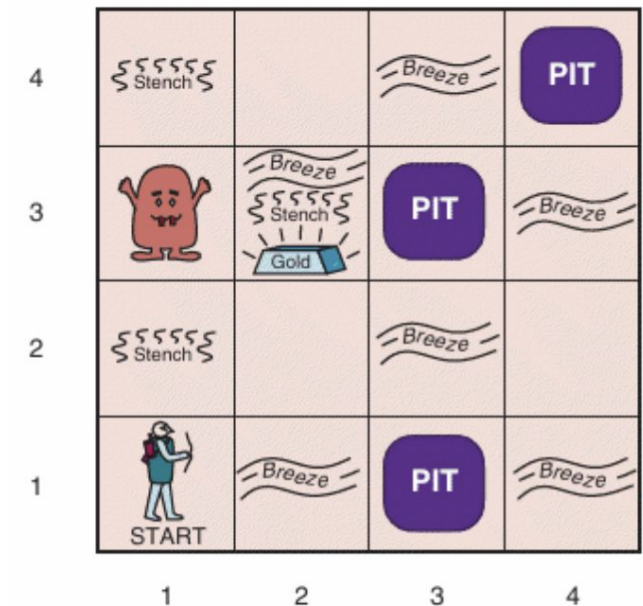 4
Stench
Breeze
PIT
3
Breeze
Stench
Gold
PIT
Breeze
2
Stench
Breeze
1
START
Breeze
PIT
Breeze
1 2 3 4